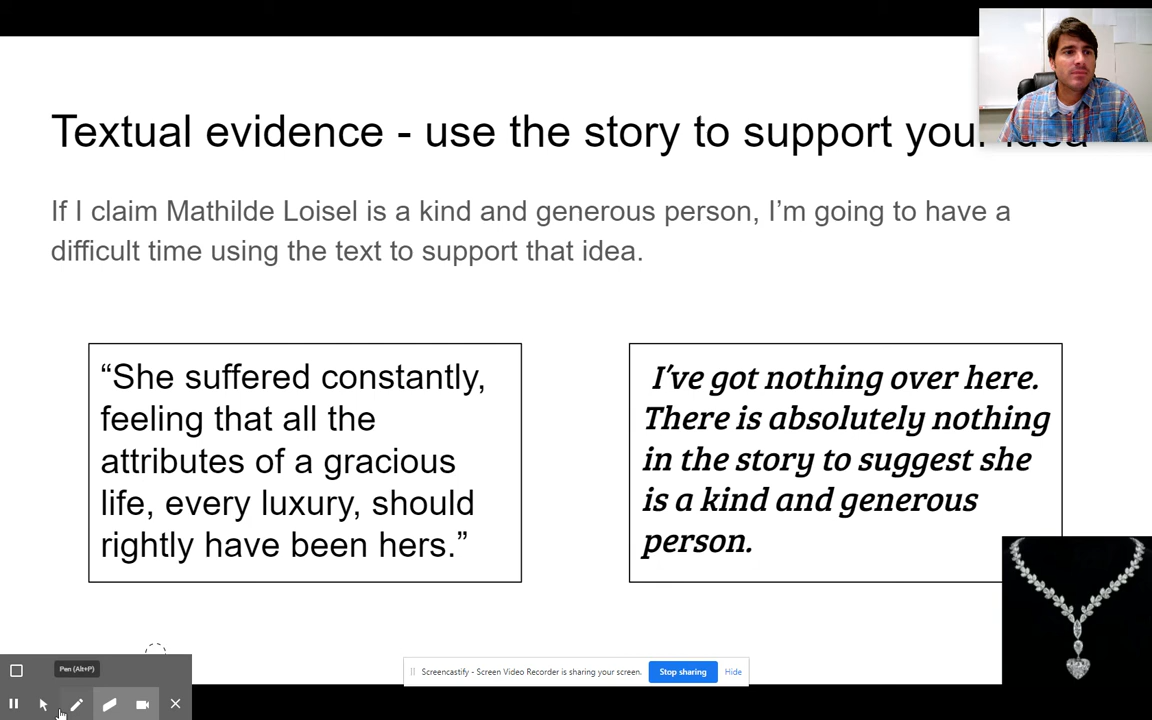 Textual evidence - use the story to support your idea
If I claim Mathilde Loisel is a kind and generous person, I’m going to have a
difficult time using the text to support that idea.
“She suffered constantly,
feeling that all the
attributes of a gracious
life, every luxury, should
rightly have been hers.”
I’ve got nothing over here.
There is absolutely nothing
in the story to suggest she
is a kind and generous
person.
Pen (Alt+P)
Screencastify - Screen Video Recorder is sharing your screen.
Stop sharing
Hide